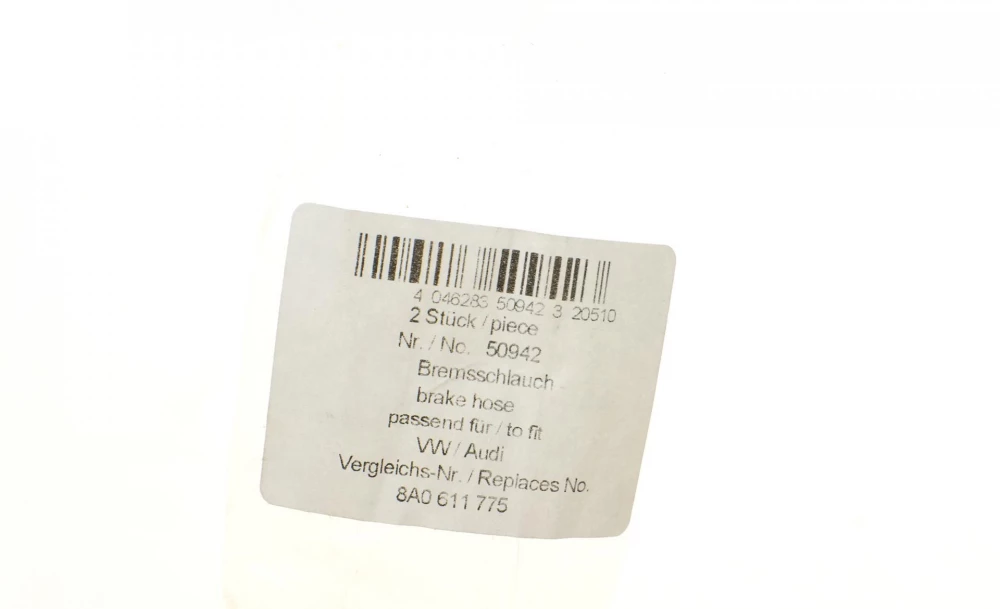 4 046283 50942 3 20510
2 Stück / piece
Nr. / No. 50942
Bremsschlauch -
brake hose
passend für / to fit
VW / Audi
Vergleichs-Nr. / Replaces No.
8A0 611 775